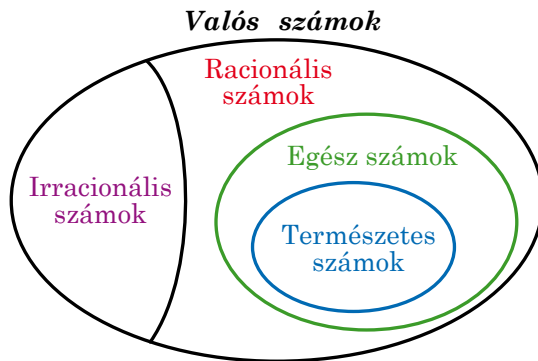 Valós számok
Racionális
számok
Egész számok
Irracionális
számok
Természetes
számok